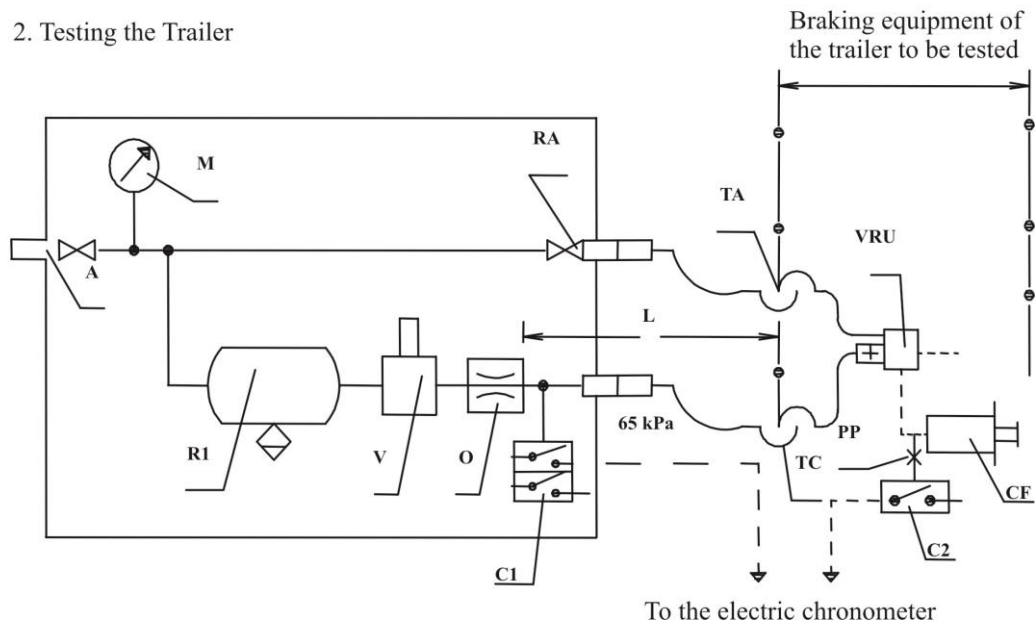 2. Testing the Trailer
Braking equipment of
the trailer to be tested
M
RA
TA
VRU
A
L
R1
V
O
65 kPa
PP
TC
CF
C1
C2
To the electric chronometer